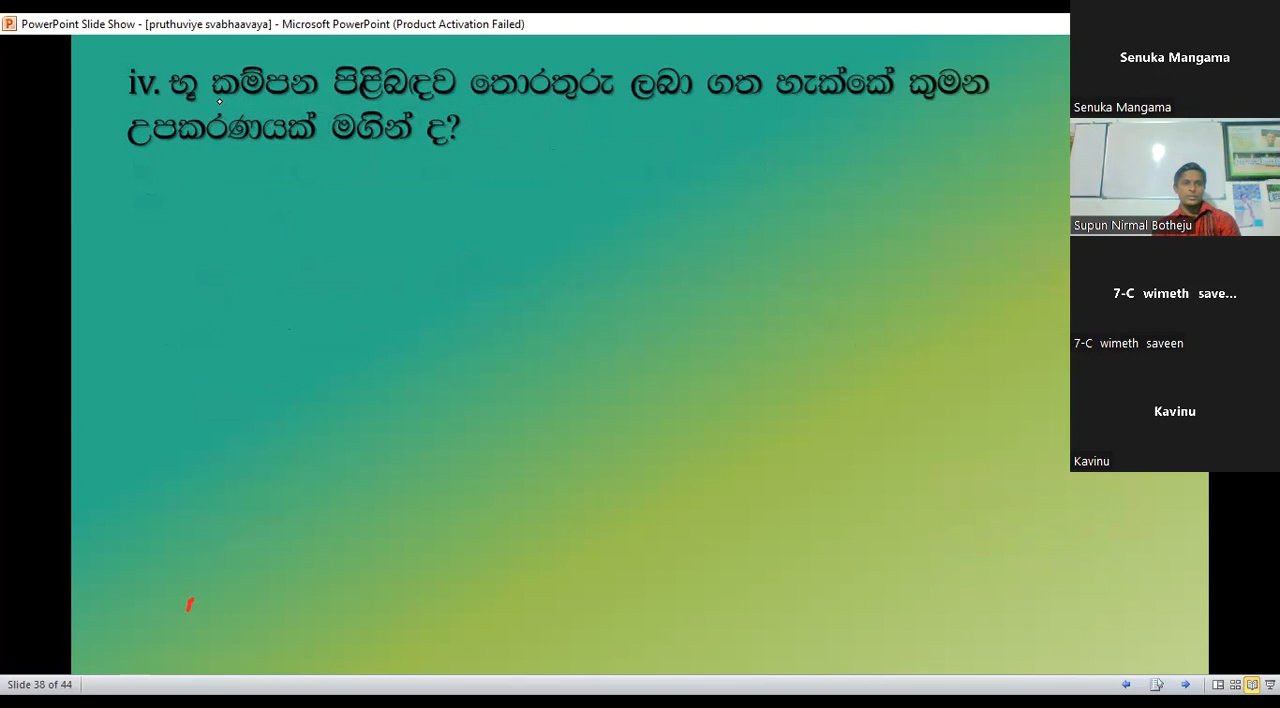 PowerPoint Slide Show - [pruthuviye svabhaavaya] - Microsoft PowerPoint (Product Activation Failed)
iv. භූ කම්පන පිළිබඳව තොරතුරු ලබා ගත හැක්කේ කුමන
උපකරණයක් මගින් ද?
Senuka Mangama
Senuka Mangama
Supun Nirmal Botheju
7-C wimeth save...
7-C wimeth saveen
Kavinu
Kavinu
Slide 38 of 44